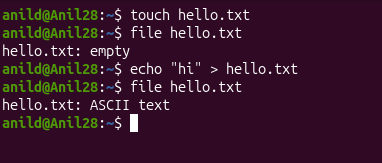 anild@Anil28:~$ touch hello.txt
anild@Anil28:~$ file hello.txt
hello.txt: empty
anild@Anil28:~$ echo "hi" > hello.txt
anild@Anil28:~$ file hello.txt
hello.txt: ASCII text
anild@Anil28:~$